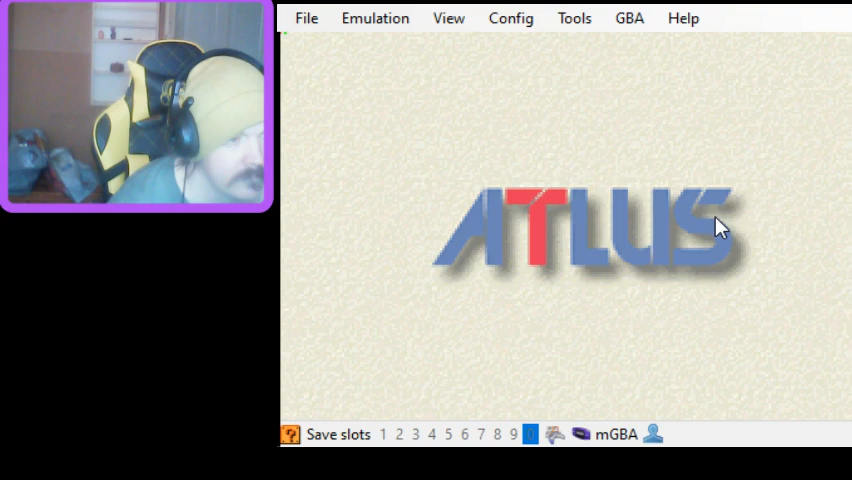 File Emulation View Config Tools GBA Help
ATLUS
Save slots 1 2 3 4 5 6 7 8 9 0 mGBA